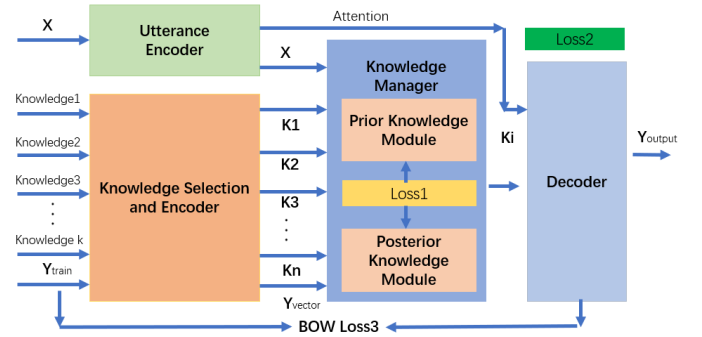 Attention
X
Utterance
Encoder
Loss2
X
Knowledge
Manager
Knowledge1
K1
Prior Knowledge
Module
Ki
Youtput
Knowledge2
K2
Knowledge3
Knowledge Selection
and Encoder
K3
Loss1
Decoder
Knowledge k
Posterior
Knowledge
Module
Kn
Ytrain
Yvector
BOW Loss3